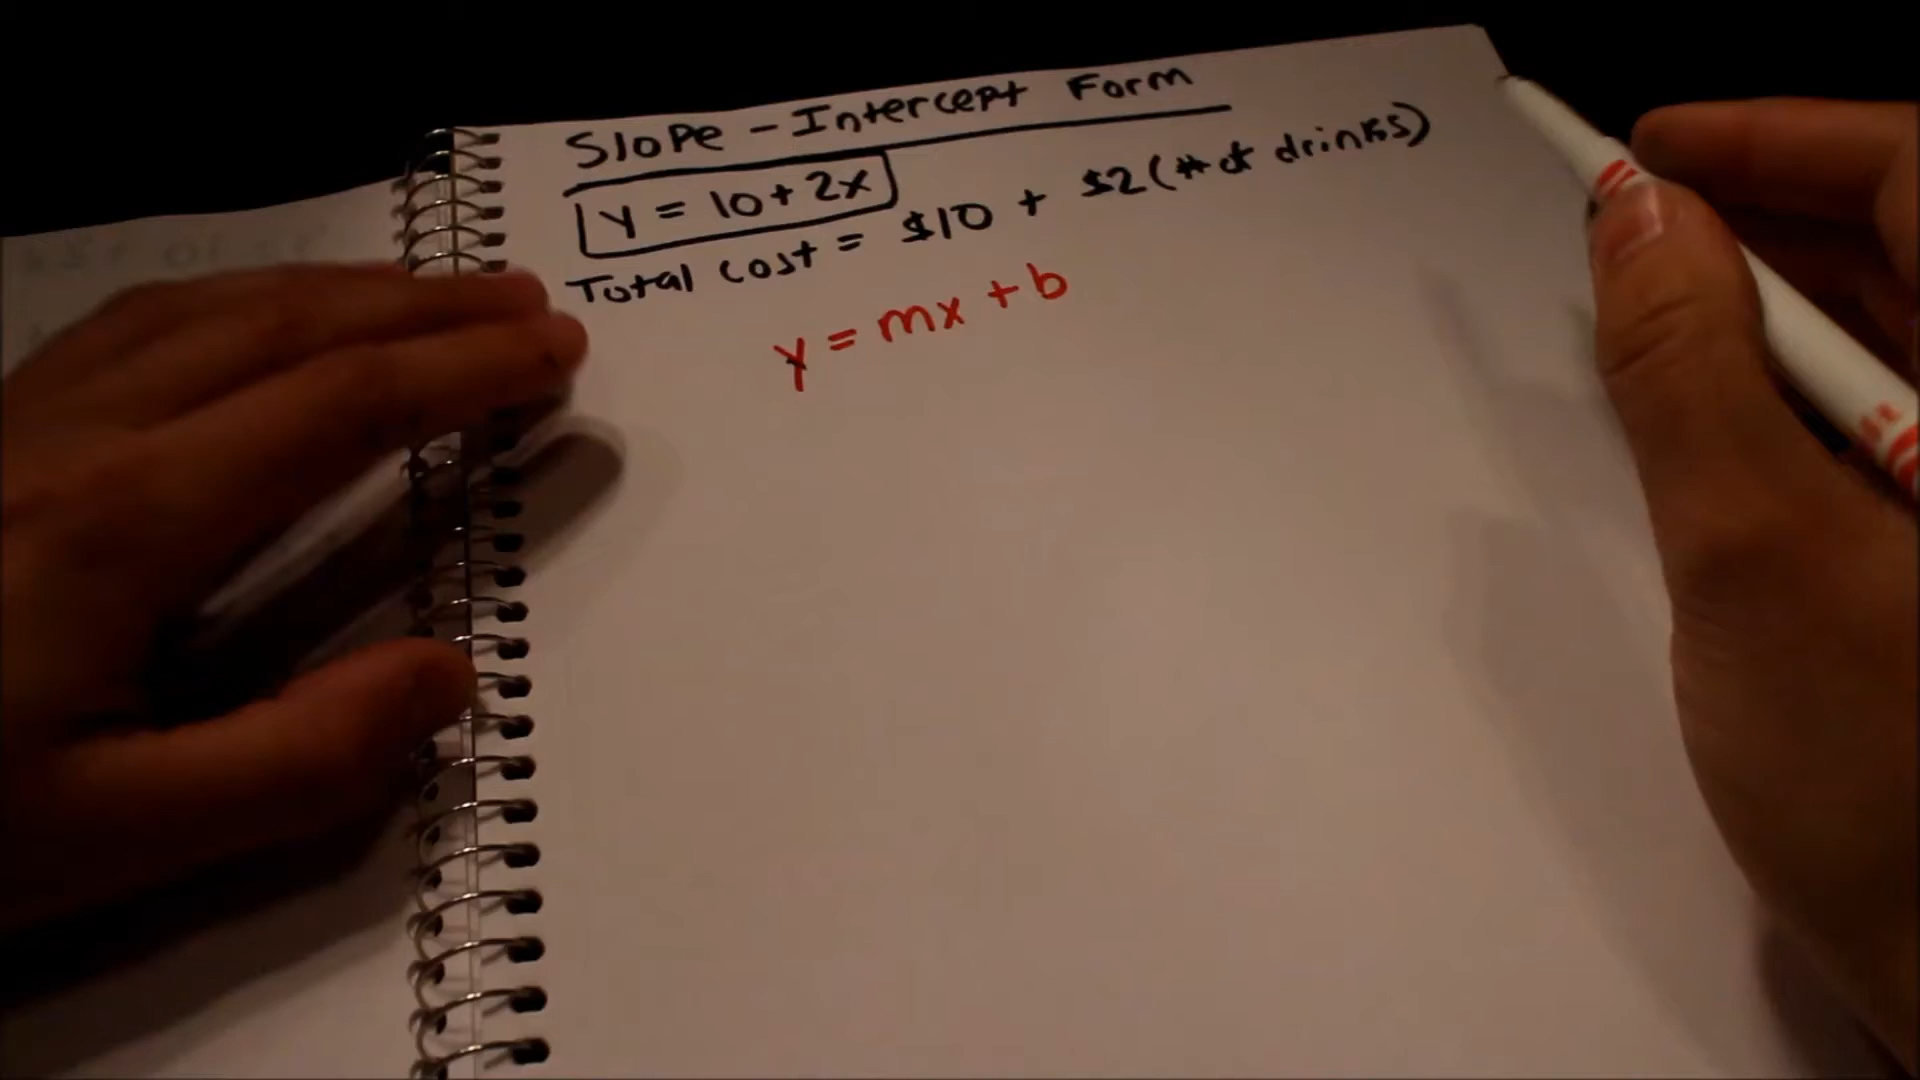 Slope - Intercept Form
y = 10 + 2x
Total cost = $10 + $2(# of drinks)
y = mx + b